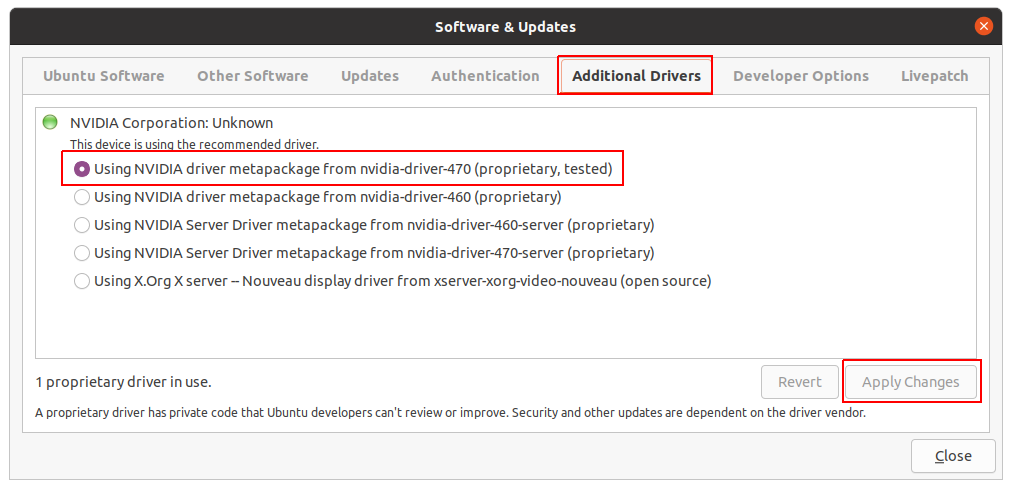 Software & Updates
Ubuntu Software Other Software Updates Authentication Additional Drivers Developer Options Livepatch
NVIDIA Corporation: Unknown
This device is using the recommended driver.
Using NVIDIA driver metapackage from nvidia-driver-470 (proprietary, tested)
Using NVIDIA driver metapackage from nvidia-driver-460 (proprietary)
Using NVIDIA Server Driver metapackage from nvidia-driver-460-server (proprietary)
Using NVIDIA Server Driver metapackage from nvidia-driver-470-server (proprietary)
Using X.Org X server -- Nouveau display driver from xserver-xorg-video-nouveau (open source)
1 proprietary driver in use. Revert Apply Changes
A proprietary driver has private code that Ubuntu developers can't review or improve. Security and other updates are dependent on the driver vendor.
Close